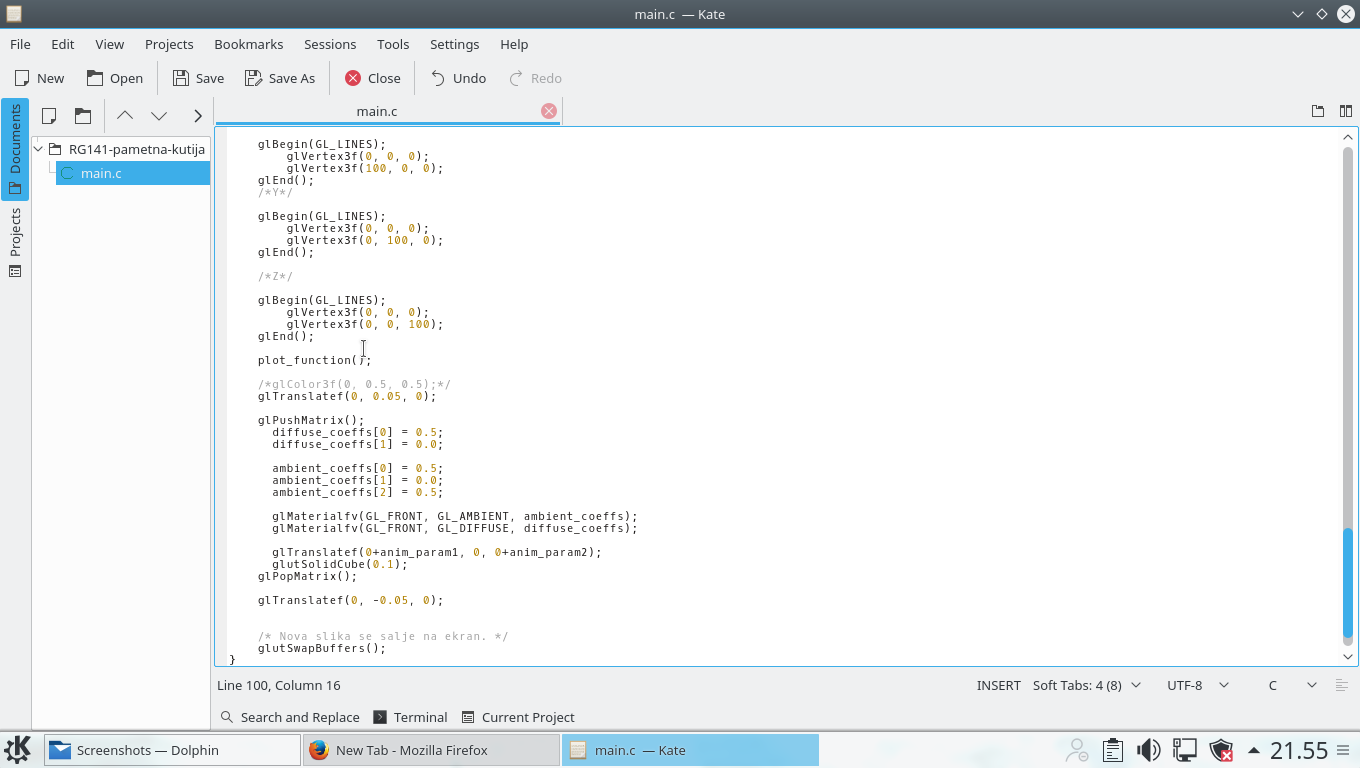 main.c — Kate
File Edit View Projects Bookmarks Sessions Tools Settings Help
New Open Save Save As Close Undo Redo
Documents
Projects
RG141-pametna-kutija
main.c
main.c
glBegin(GL_LINES);
glVertex3f(0, 0, 0);
glVertex3f(100, 0, 0);
glEnd();
/*Y*/
glBegin(GL_LINES);
glVertex3f(0, 0, 0);
glVertex3f(0, 100, 0);
glEnd();
/*Z*/
glBegin(GL_LINES);
glVertex3f(0, 0, 0);
glVertex3f(0, 0, 100);
glEnd();
plot_function();
/*glColor3f(0, 0.5, 0.5);*/
glTranslatef(0, 0.05, 0);
glPushMatrix();
diffuse_coeffs[0] = 0.5;
diffuse_coeffs[1] = 0.0;
ambient_coeffs[0] = 0.5;
ambient_coeffs[1] = 0.0;
ambient_coeffs[2] = 0.5;
glMaterialfv(GL_FRONT, GL_AMBIENT, ambient_coeffs);
glMaterialfv(GL_FRONT, GL_DIFFUSE, diffuse_coeffs);
glTranslatef(0+anim_param1, 0, 0+anim_param2);
glutSolidCube(0.1);
glPopMatrix();
glTranslatef(0, -0.05, 0);
/* Nova slika se salje na ekran. */
glutSwapBuffers();
}
Line 100, Column 16 INSERT Soft Tabs: 4 (8) UTF-8 C
Search and Replace Terminal Current Project
Screenshots — Dolphin New Tab - Mozilla Firefox main.c — Kate 21.55